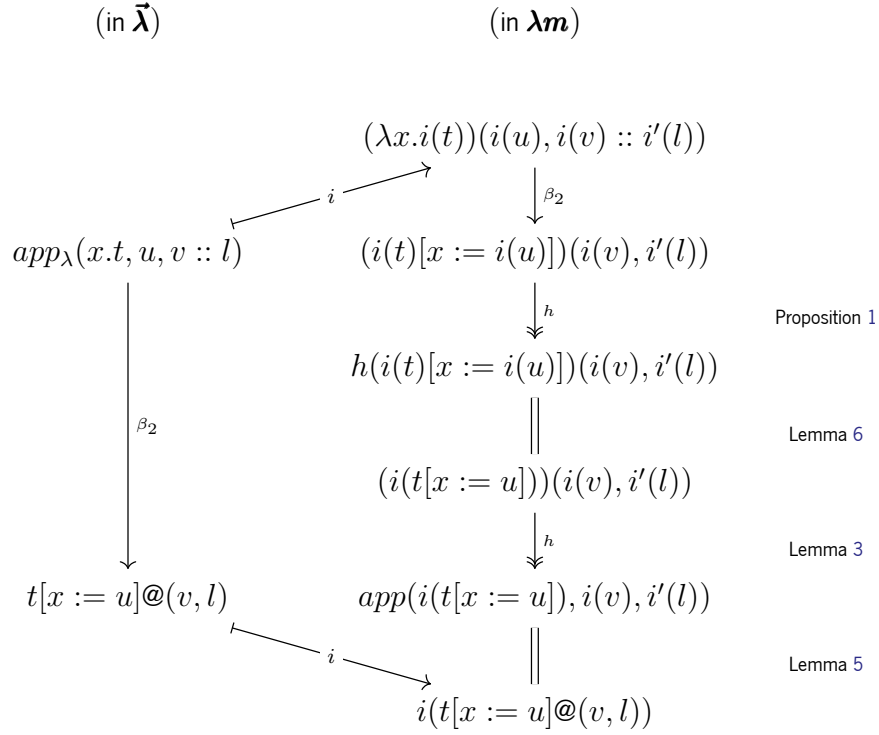 (in λ⃗) (in λm)
(λx.i(t))(i(u), i(v) :: i′(l))
i
β₂
app_λ(x.t, u, v :: l) (i(t)[x := i(u)])(i(v), i′(l))
h
Proposition 1
h(i(t)[x := i(u)])(i(v), i′(l))
β₂
Lemma 6
(i(t[x := u]))(i(v), i′(l))
h
Lemma 3
t[x := u]@(v, l) app(i(t[x := u]), i(v), i′(l))
i
Lemma 5
i(t[x := u]@(v, l))